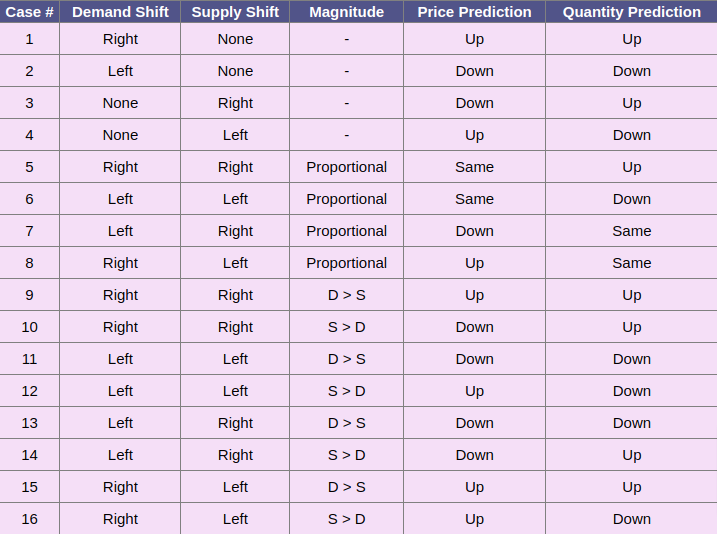 Case # Demand Shift Supply Shift Magnitude Price Prediction Quantity Prediction
1 Right None - Up Up
2 Left None - Down Down
3 None Right - Down Up
4 None Left - Up Down
5 Right Right Proportional Same Up
6 Left Left Proportional Same Down
7 Left Right Proportional Down Same
8 Right Left Proportional Up Same
9 Right Right D > S Up Up
10 Right Right S > D Down Up
11 Left Left D > S Down Down
12 Left Left S > D Up Down
13 Left Right D > S Down Down
14 Left Right S > D Down Up
15 Right Left D > S Up Up
16 Right Left S > D Up Down